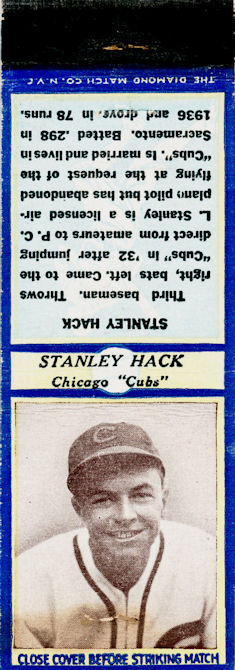 THE DIAMOND MATCH CO. N.Y.C.
STANLEY HACK
Third baseman. Throws
right, bats left. Came to the
"Cubs" in '32 after jumping
direct from amateurs to P. C.
L. Stanley is a licensed air-
plane pilot but has abandoned
flying at the request of the
"Cubs". Is married and lives in
Sacramento. Batted .298 in
1936 and drove in 78 runs.
STANLEY HACK
Chicago "Cubs"
C
CLOSE COVER BEFORE STRIKING MATCH